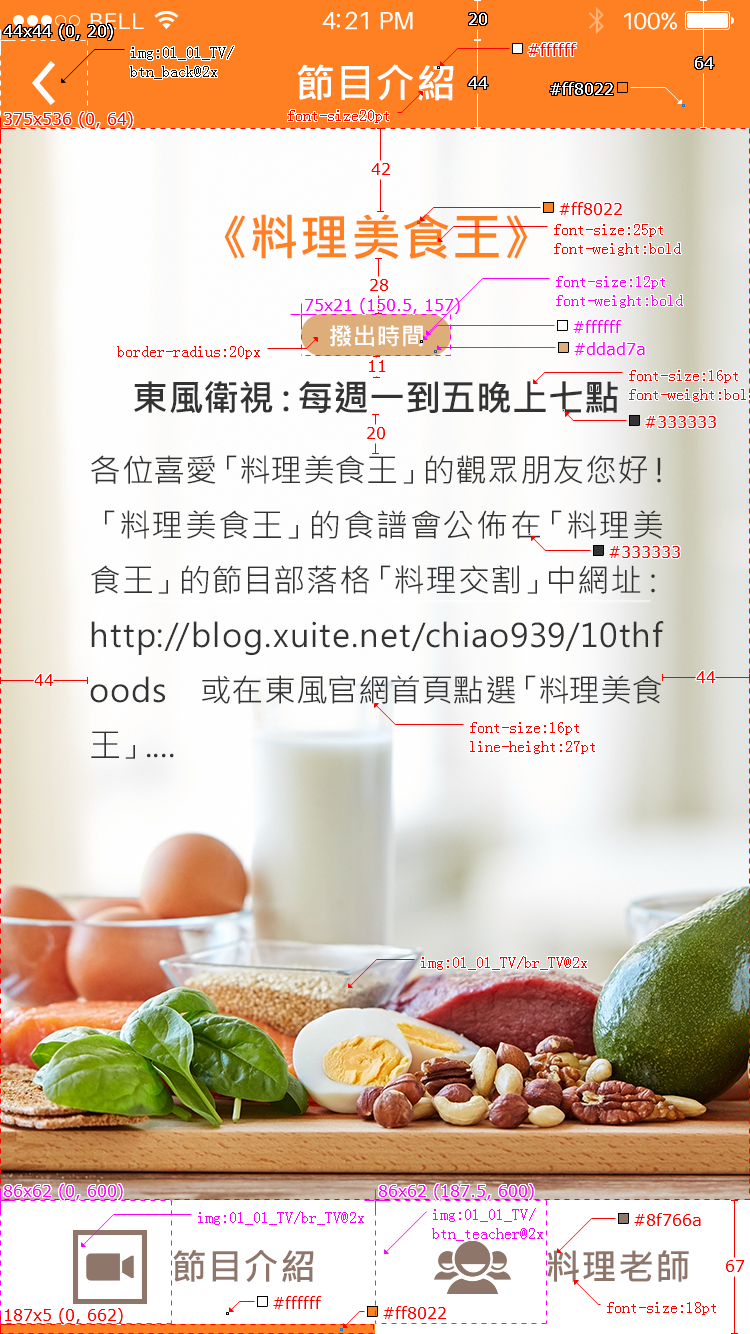 BELL 4:21 PM 20 100%
44x44 (0, 20)
img:01_01_TV/
btn_back@2x
#ffffff
64
節目介紹
44
#ff8022
font-size20pt
375x536 (0, 64)
42
#ff8022
《料理美食王》
font-size:25pt
font-weight:bold
28
font-size:12pt
font-weight:bold
75x21 (150.5, 157)
#ffffff
撥出時間
#ddad7a
border-radius:20px
11
font-size:16pt
font-weight:bol
東風衛視:每週一到五晚上七點
#333333
20
各位喜愛「料理美食王」的觀眾朋友您好!
「料理美食王」的食譜會公佈在「料理美
#333333
食王」的節目部落格「料理交割」中網址:
http://blog.xuite.net/chiao939/10thf
44
44
oods 或在東風官網首頁點選「料理美食
font-size:16pt
line-height:27pt
王」....
img:01_01_TV/br_TV@2x
86x62 (0, 600)
86x62 (187.5, 600)
img:01_01_TV/br_TV@2x
img:01_01_TV/
btn_teacher@2x
#8f766a
節目介紹
料理老師
67
#ffffff
font-size:18pt
187x5 (0, 662)
#ff8022